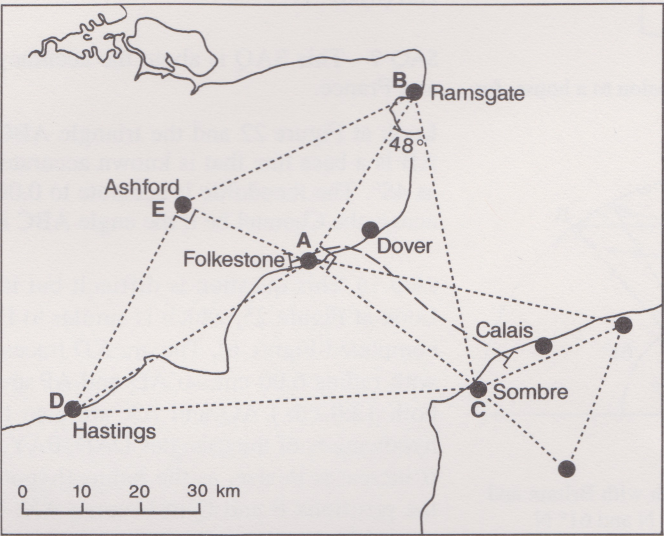 B
Ramsgate
48°
Ashford
E
A
Folkestone
Dover
Calais
D
Hastings
Sombre
C
0 10 20 30 km